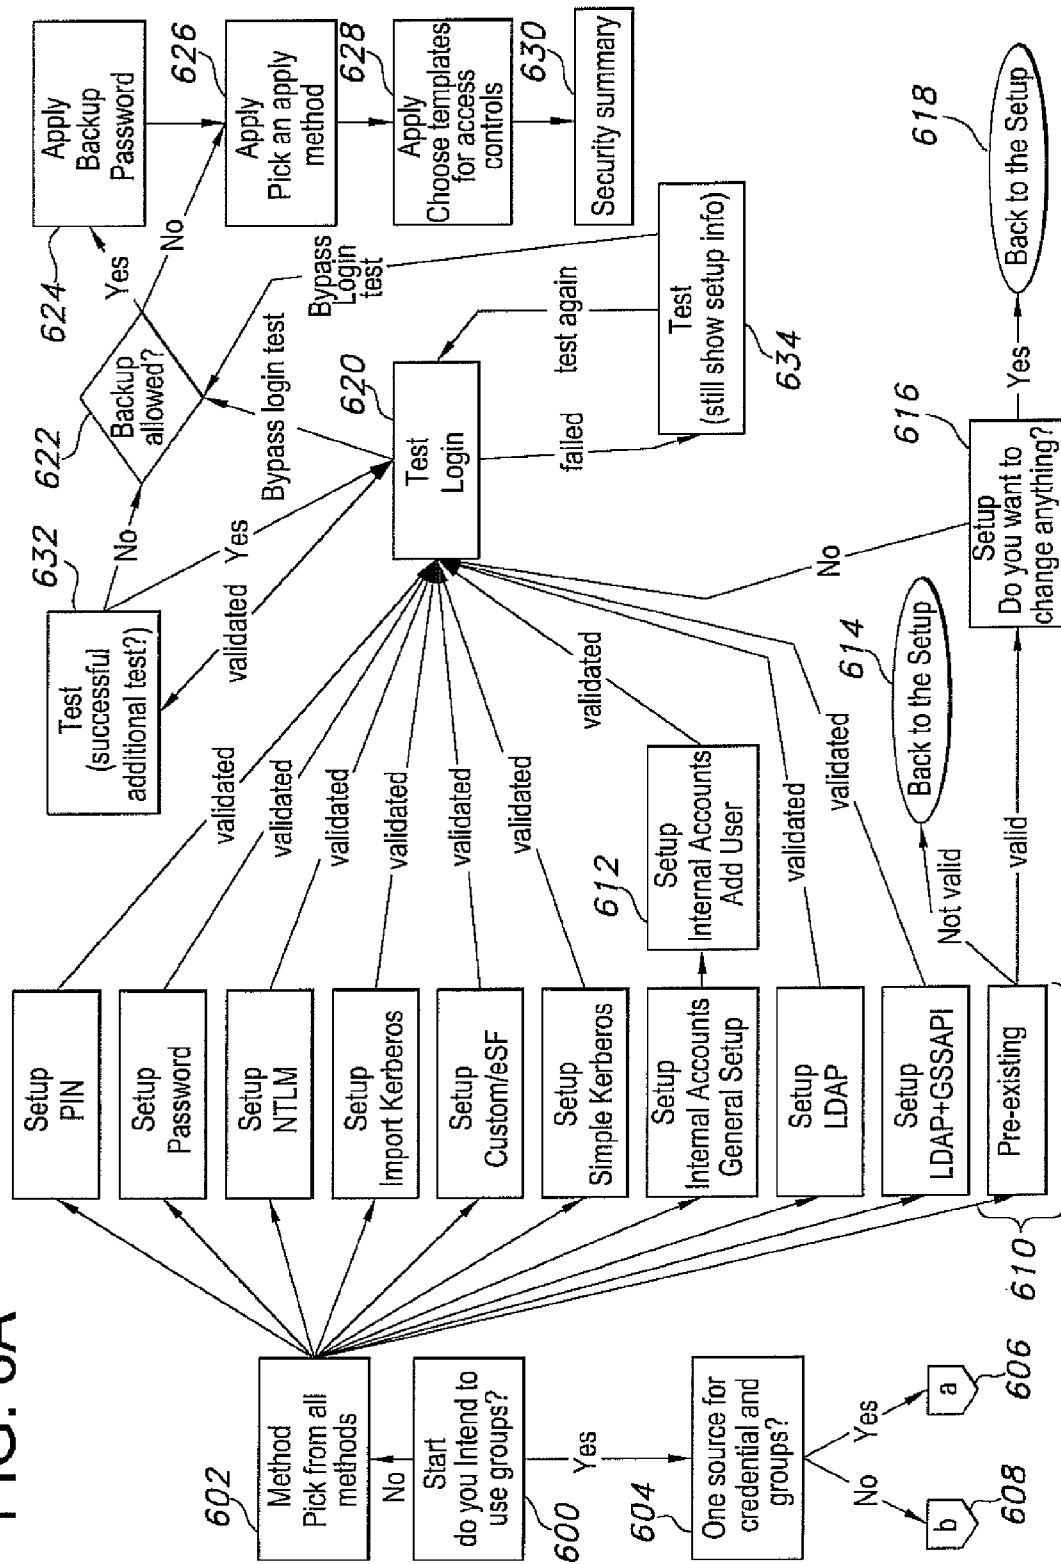 FIG. 6A
602
Method
Pick from all
methods
No
Start
do you Intend to
use groups?
600
Yes
604
One source for
credential and
groups?
No
Yes
b
608
a
606
Setup
PIN
Setup
Password
Setup
NTLM
Setup
Import Kerberos
Setup
Custom/eSF
Setup
Simple Kerberos
Setup
Internal Accounts
General Setup
Setup
LDAP
Setup
LDAP+GSSAPI
Pre-existing
610
validated
validated
validated
validated
validated
validated
612
Setup
Internal Accounts
Add User
validated
validated
validated
Not valid
valid
614
Back to the Setup
616
Setup
Do you want to
change anything?
No
Yes
618
Back to the Setup
632
Test
(successful
additional test?)
validated
Yes
No
620
Test
Login
Bypass login test
failed
test again
Test
(still show setup info)
634
Bypass
Login
test
622
Backup
allowed?
Yes
No
624
Apply
Backup
Password
626
Apply
Pick an apply
method
628
Apply
Choose templates
for access
controls
630
Security summary